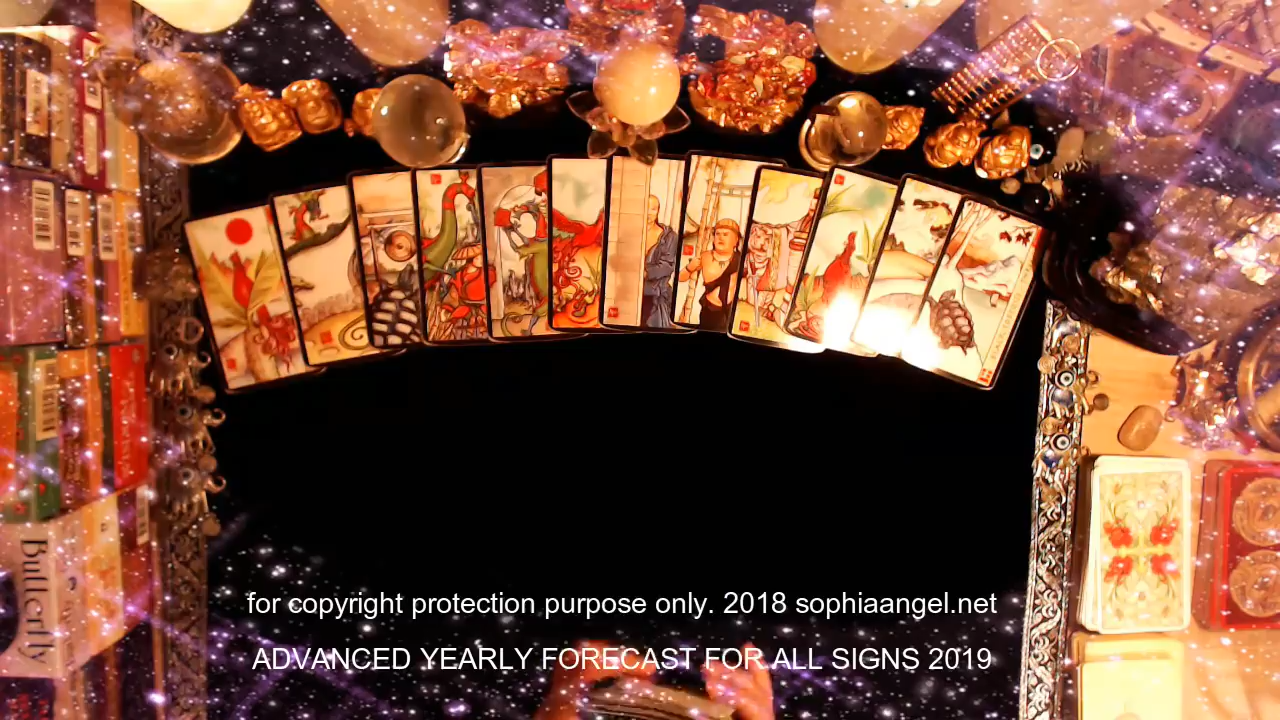 Butterfly
for copyright protection purpose only. 2018 sophiaangel.net
ADVANCED YEARLY FORECAST FOR ALL SIGNS 2019